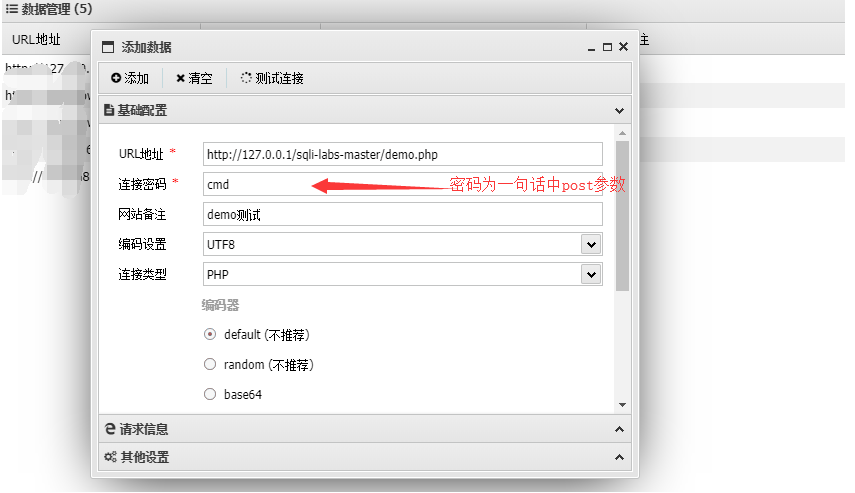 数据管理 (5)
URL地址
注
添加数据
添加 清空 测试连接
基础配置
URL地址 * http://127.0.0.1/sqli-labs-master/demo.php
连接密码 * cmd
密码为一句话中post参数
网站备注 demo测试
编码设置 UTF8
连接类型 PHP
编码器
default (不推荐)
random (不推荐)
base64
请求信息
其他设置